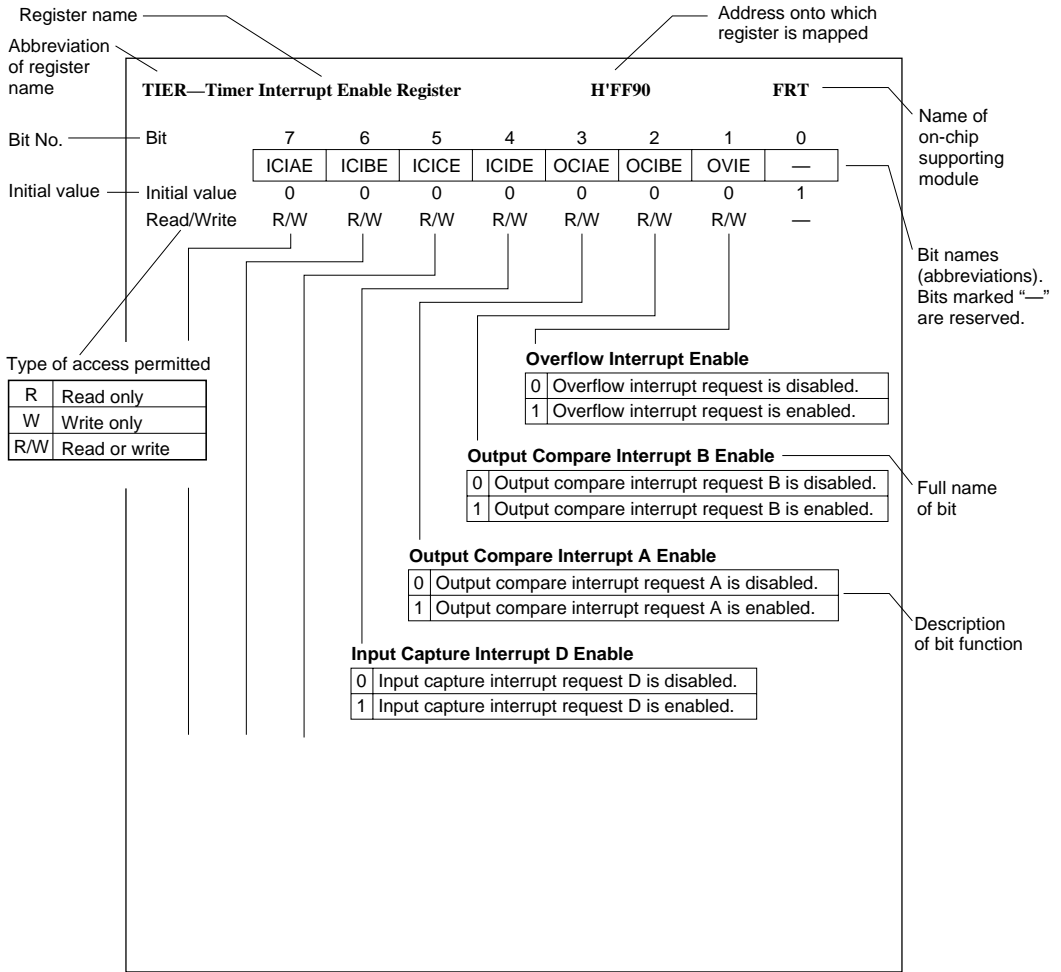 Register name
Address onto which
register is mapped
Abbreviation
of register
name
TIER—Timer Interrupt Enable Register H'FF90 FRT
Name of
on-chip
supporting
module
Bit No. Bit 7 6 5 4 3 2 1 0
ICIAE ICIBE ICICE ICIDE OCIAE OCIBE OVIE —
Initial value Initial value 0 0 0 0 0 0 0 1
Read/Write R/W R/W R/W R/W R/W R/W R/W —
Bit names
(abbreviations).
Bits marked “—”
are reserved.
Type of access permitted
R Read only
W Write only
R/W Read or write
Overflow Interrupt Enable
0 Overflow interrupt request is disabled.
1 Overflow interrupt request is enabled.
Output Compare Interrupt B Enable
0 Output compare interrupt request B is disabled.
1 Output compare interrupt request B is enabled.
Full name
of bit
Output Compare Interrupt A Enable
0 Output compare interrupt request A is disabled.
1 Output compare interrupt request A is enabled.
Description
of bit function
Input Capture Interrupt D Enable
0 Input capture interrupt request D is disabled.
1 Input capture interrupt request D is enabled.